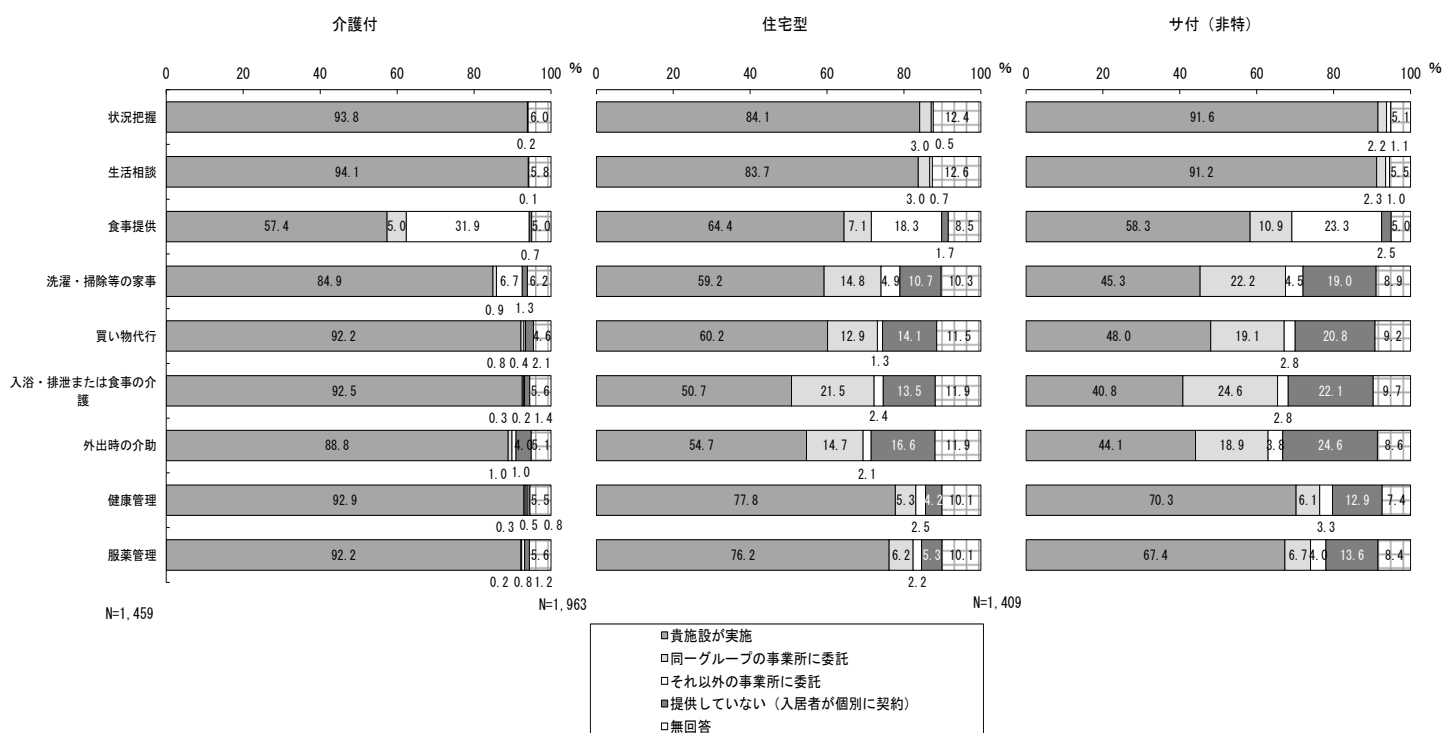 介護付 住宅型 サ付（非特）
0 20 40 60 80 100 % 0 20 40 60 80 100 % 0 20 40 60 80 100 %
状況把握 93.8 6.0 84.1 12.4 91.6 5.1
0.2 3.0 0.5 2.2 1.1
生活相談 94.1 5.8 83.7 12.6 91.2 5.5
0.1 3.0 0.7 2.3 1.0
食事提供 57.4 5.0 31.9 5.0 64.4 7.1 18.3 8.5 58.3 10.9 23.3 5.0
0.7 1.7 2.5
洗濯・掃除等の家事 84.9 6.7 6.2 59.2 14.8 4.9 10.7 10.3 45.3 22.2 4.5 19.0 8.9
0.9 1.3
買い物代行 92.2 4.6 60.2 12.9 14.1 11.5 48.0 19.1 20.8 9.2
0.8 0.4 2.1 1.3 2.8
入浴・排泄または食事の介
護
92.5 5.6 50.7 21.5 13.5 11.9 40.8 24.6 22.1 9.7
0.3 0.2 1.4 2.4 2.8
外出時の介助 88.8 4.0 5.1 54.7 14.7 16.6 11.9 44.1 18.9 3.8 24.6 8.6
1.0 1.0 2.1
健康管理 92.9 5.5 77.8 5.3 4.2 10.1 70.3 6.1 12.9 7.4
0.3 0.5 0.8 2.5 3.3
服薬管理 92.2 5.6 76.2 6.2 5.3 10.1 67.4 6.7 4.0 13.6 8.4
0.2 0.8 1.2 2.2
N=1,459 N=1,963 N=1,409
貴施設が実施
同一グループの事業所に委託
それ以外の事業所に委託
提供していない（入居者が個別に契約）
無回答